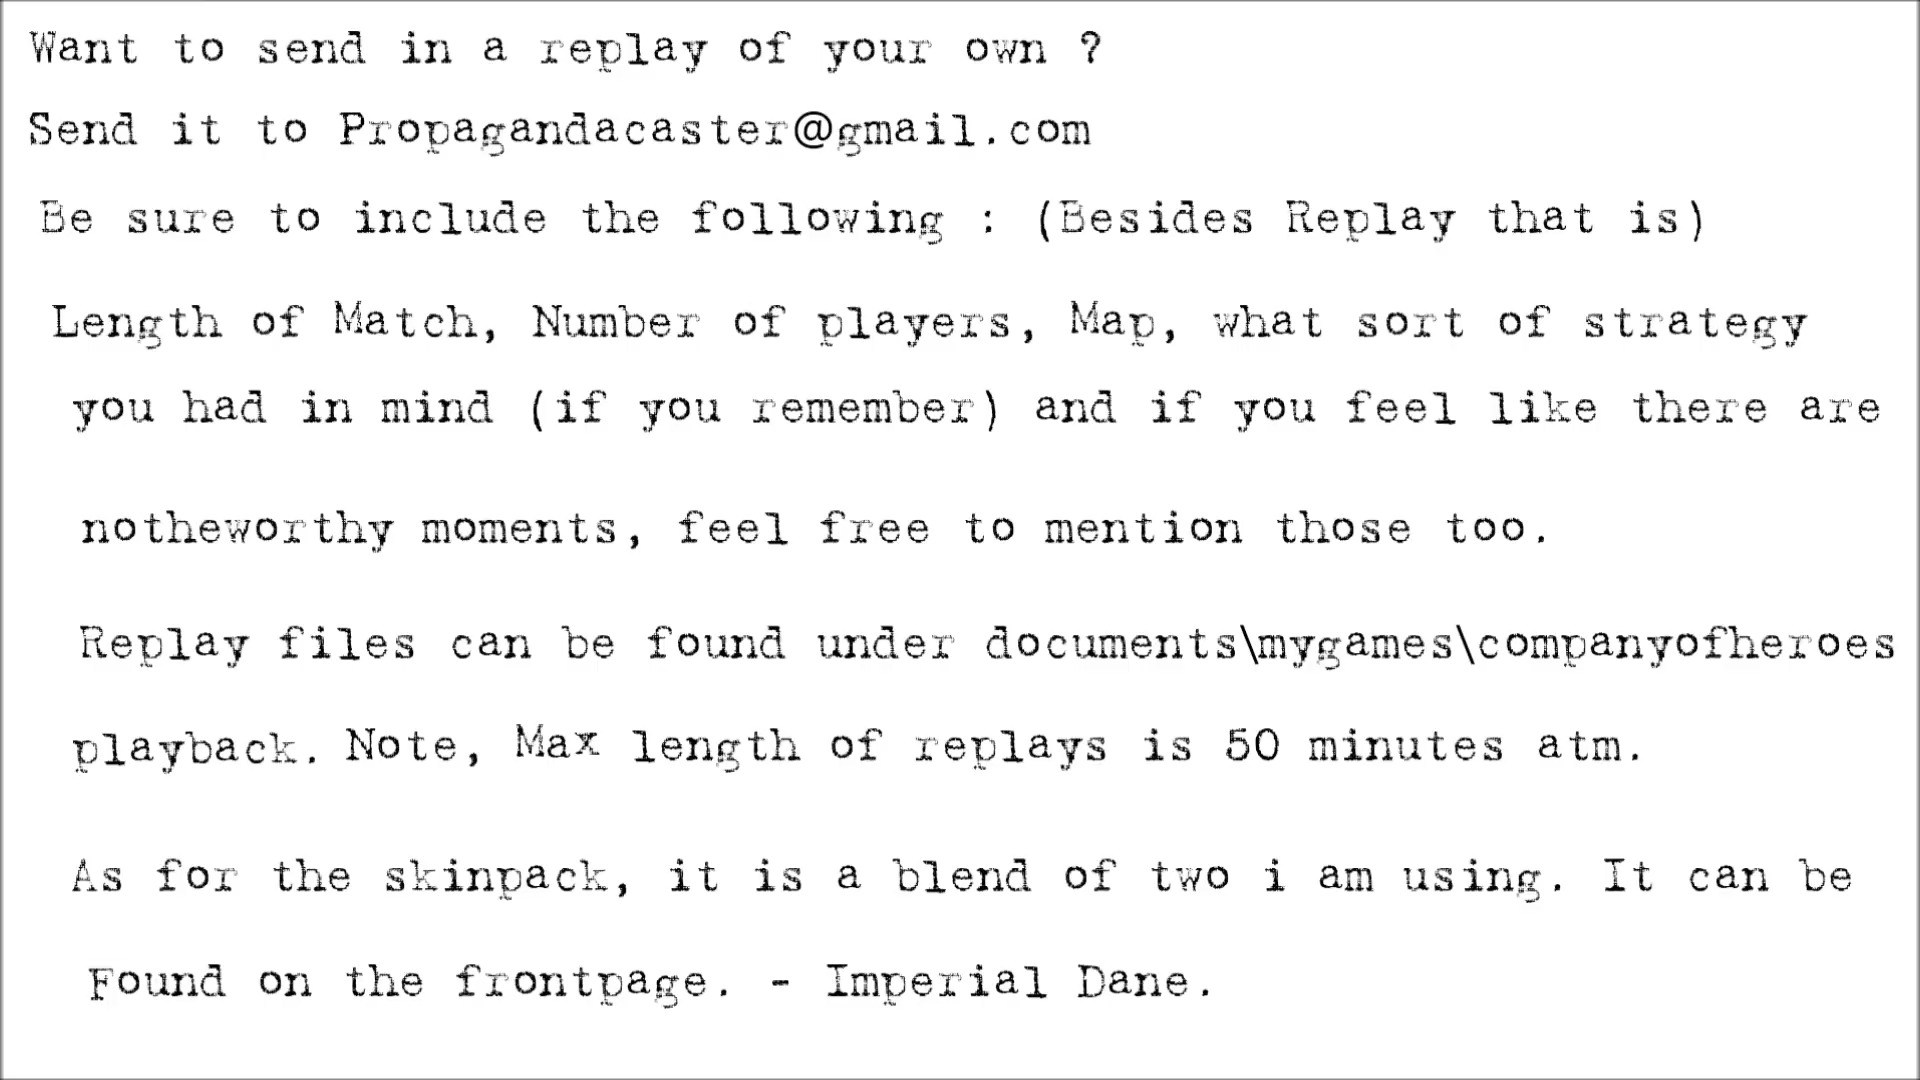 Want to send in a replay of your own ?
Send it to Propagandacaster@gmail.com
Be sure to include the following : (Besides Replay that is)
Length of Match, Number of players, Map, what sort of strategy
you had in mind (if you remember) and if you feel like there are
notheworthy moments, feel free to mention those too.
Replay files can be found under documents\mygames\companyofheroes
playback. Note, Max length of replays is 50 minutes atm.
As for the skinpack, it is a blend of two i am using. It can be
Found on the frontpage. - Imperial Dane.